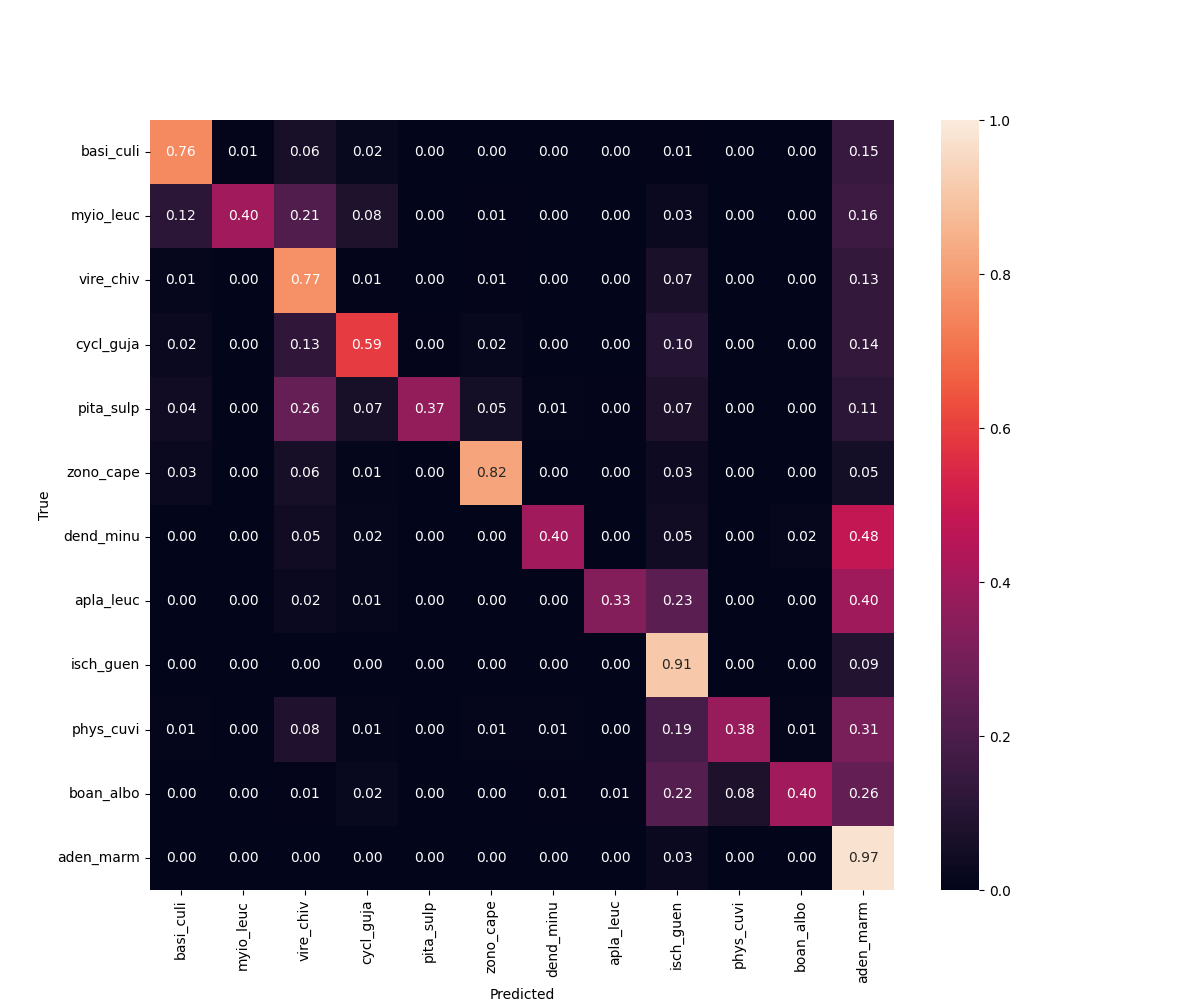 basi_culi 0.76 0.01 0.06 0.02 0.00 0.00 0.00 0.00 0.01 0.00 0.00 0.15
myio_leuc 0.12 0.40 0.21 0.08 0.00 0.01 0.00 0.00 0.03 0.00 0.00 0.16
vire_chiv 0.01 0.00 0.77 0.01 0.00 0.01 0.00 0.00 0.07 0.00 0.00 0.13
cycl_guja 0.02 0.00 0.13 0.59 0.00 0.02 0.00 0.00 0.10 0.00 0.00 0.14
pita_sulp 0.04 0.00 0.26 0.07 0.37 0.05 0.01 0.00 0.07 0.00 0.00 0.11
zono_cape 0.03 0.00 0.06 0.01 0.00 0.82 0.00 0.00 0.03 0.00 0.00 0.05
dend_minu 0.00 0.00 0.05 0.02 0.00 0.00 0.40 0.00 0.05 0.00 0.02 0.48
apla_leuc 0.00 0.00 0.02 0.01 0.00 0.00 0.00 0.33 0.23 0.00 0.00 0.40
isch_guen 0.00 0.00 0.00 0.00 0.00 0.00 0.00 0.00 0.91 0.00 0.00 0.09
phys_cuvi 0.01 0.00 0.08 0.01 0.00 0.01 0.01 0.00 0.19 0.38 0.01 0.31
boan_albo 0.00 0.00 0.01 0.02 0.00 0.00 0.01 0.01 0.22 0.08 0.40 0.26
aden_marm 0.00 0.00 0.00 0.00 0.00 0.00 0.00 0.00 0.03 0.00 0.00 0.97
True
basi_culi myio_leuc vire_chiv cycl_guja pita_sulp zono_cape dend_minu apla_leuc isch_guen phys_cuvi boan_albo aden_marm
Predicted
1.0
0.8
0.6
0.4
0.2
0.0